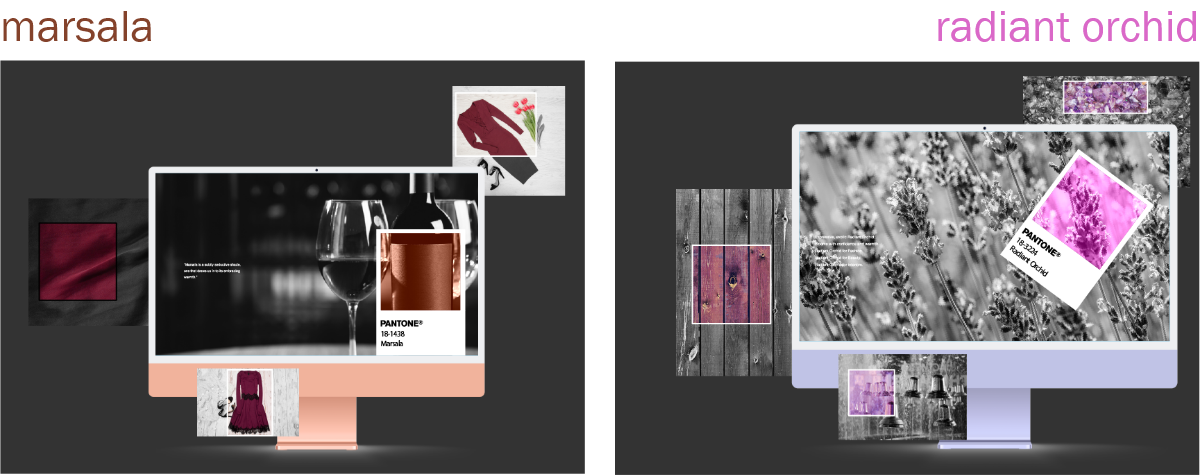 marsala
radiant orchid
"Marsala is a subtly seductive shade,
one that draws us in to its embracing
warmth."
PANTONE®
18-1438
Marsala
PANTONE®
18-3224
Radiant Orchid